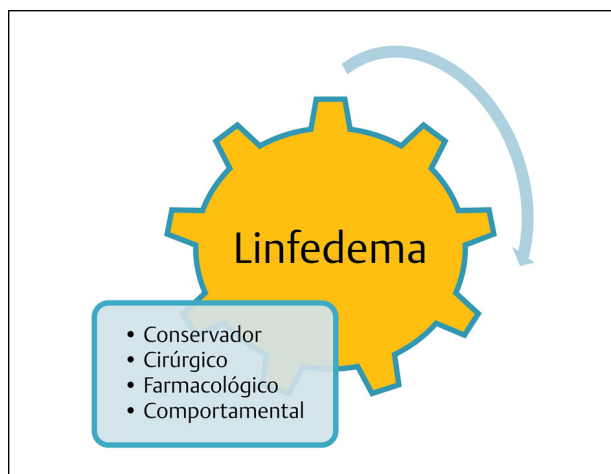 Linfedema
• Conservador
• Cirúrgico
• Farmacológico
• Comportamental